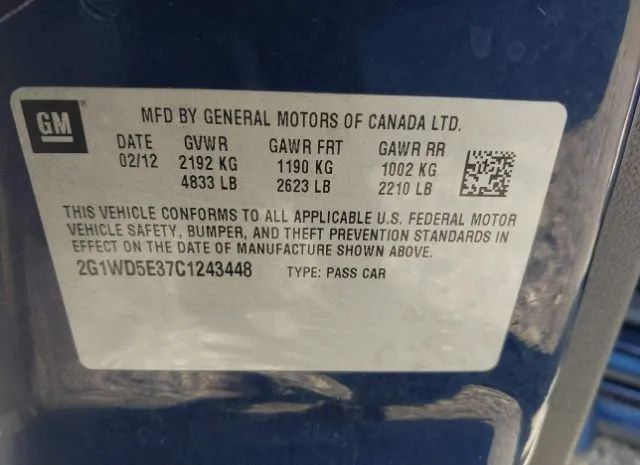 GM
MFD BY GENERAL MOTORS OF CANADA LTD.
DATE GVWR GAWR FRT GAWR RR
02/12 2192 KG 1190 KG 1002 KG
4833 LB 2623 LB 2210 LB
THIS VEHICLE CONFORMS TO ALL APPLICABLE U.S. FEDERAL MOTOR
VEHICLE SAFETY, BUMPER, AND THEFT PREVENTION STANDARDS IN
EFFECT ON THE DATE OF MANUFACTURE SHOWN ABOVE.
2G1WD5E37C1243448 TYPE: PASS CAR